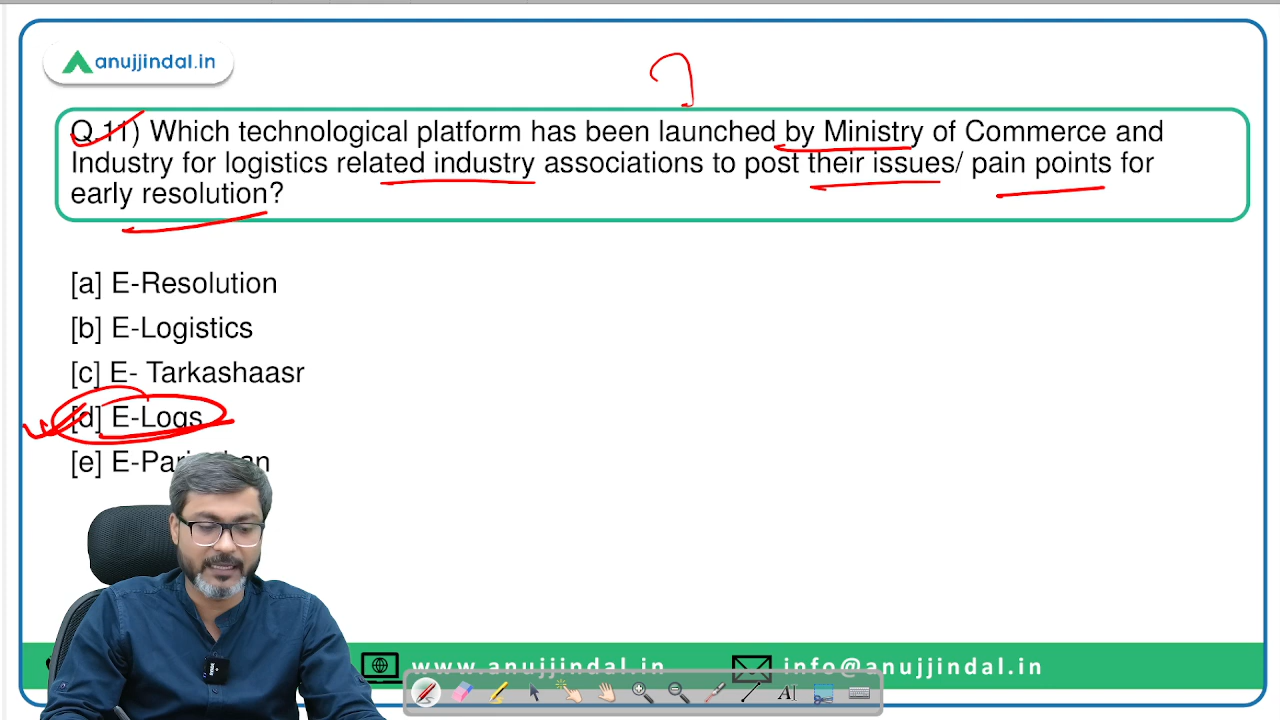 anujjindal.in
Q.11) Which technological platform has been launched by Ministry of Commerce and
Industry for logistics related industry associations to post their issues/ pain points for
early resolution?
[a] E-Resolution
[b] E-Logistics
[c] E- Tarkashaasr
[d] E-Logs
[e]
www.anujjindal.in
info@anujjindal.in